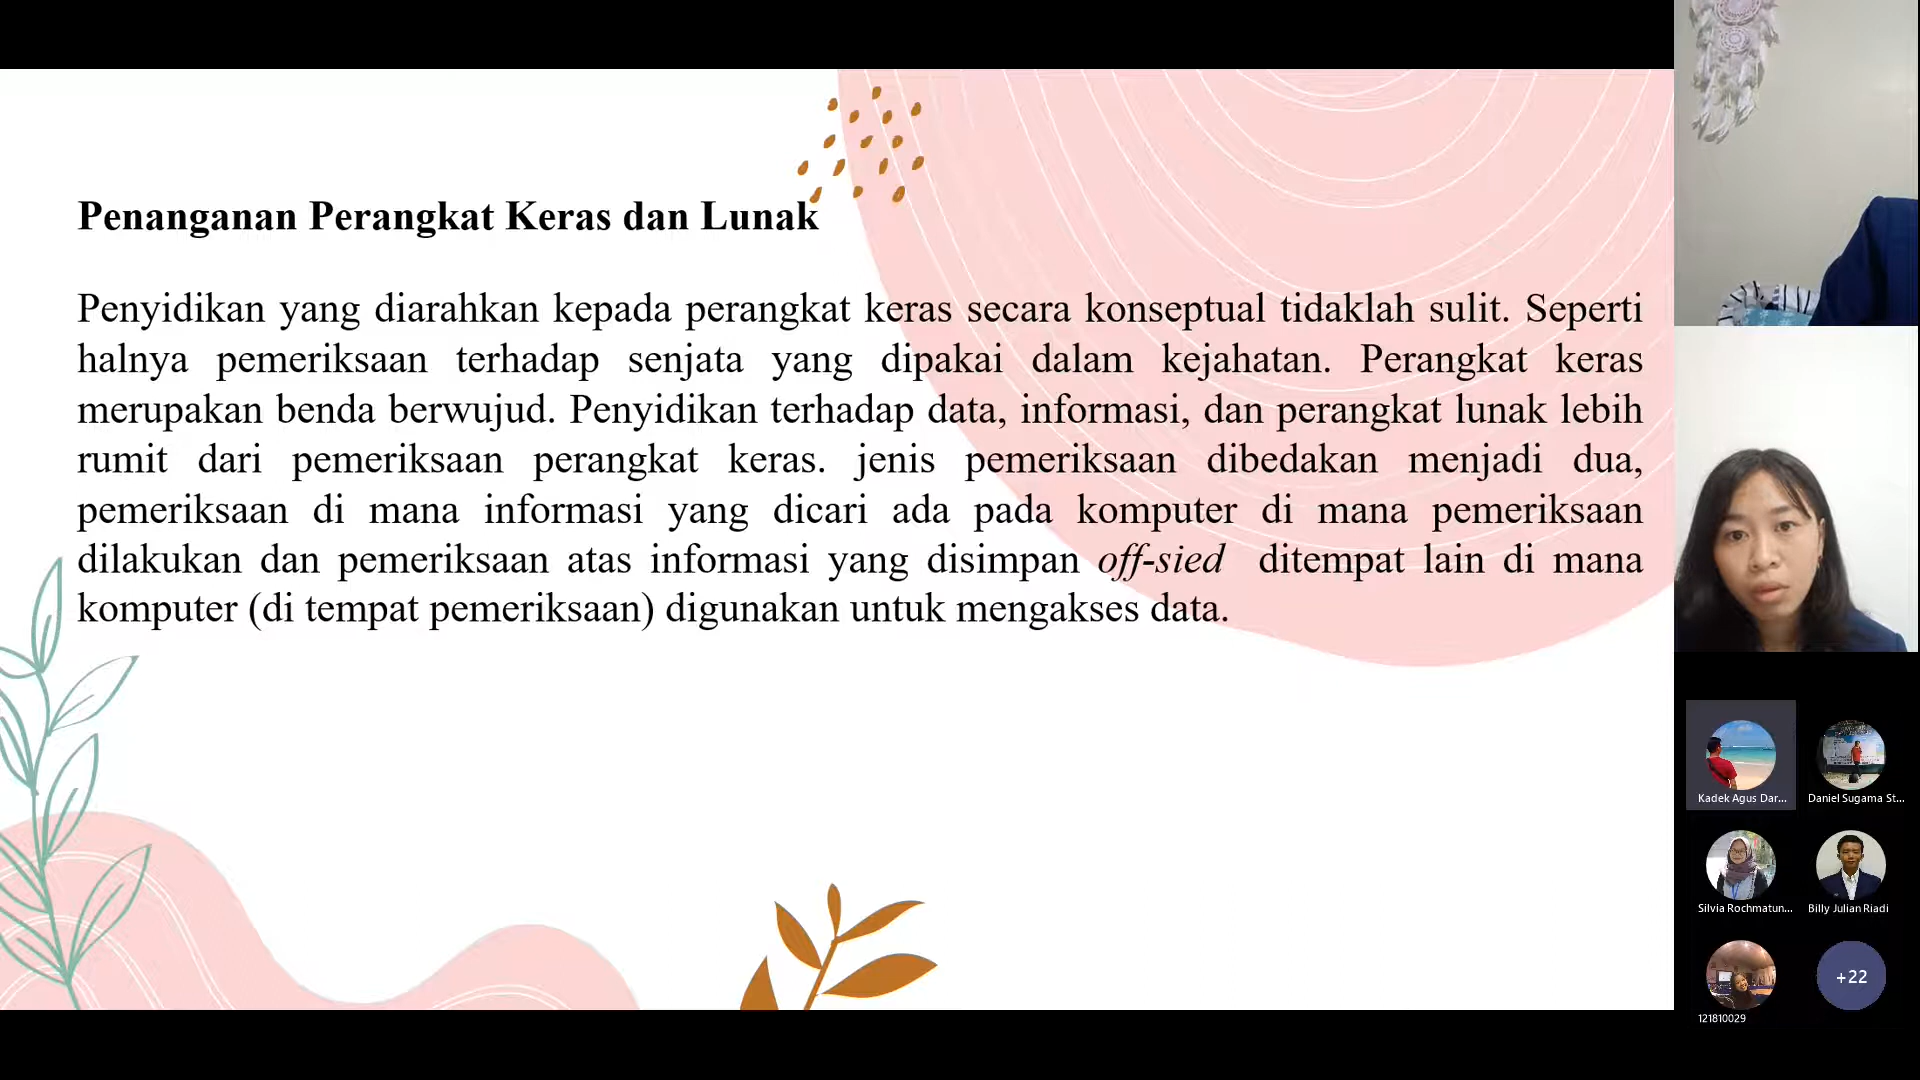 Penanganan Perangkat Keras dan Lunak
Penyidikan yang diarahkan kepada perangkat keras secara konseptual tidaklah sulit. Seperti
halnya pemeriksaan terhadap senjata yang dipakai dalam kejahatan. Perangkat keras
merupakan benda berwujud. Penyidikan terhadap data, informasi, dan perangkat lunak lebih
rumit dari pemeriksaan perangkat keras. jenis pemeriksaan dibedakan menjadi dua,
pemeriksaan di mana informasi yang dicari ada pada komputer di mana pemeriksaan
dilakukan dan pemeriksaan atas informasi yang disimpan off-sied ditempat lain di mana
komputer (di tempat pemeriksaan) digunakan untuk mengakses data.
Kadek Agus Dar...
Daniel Sugama St...
Silvia Rochmatun...
Billy Julian Riadi
121810029
+22